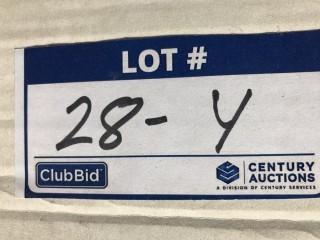 LOT #
28-Y
ClubBid
CENTURY
AUCTIONS
A DIVISION OF CENTURY SERVICES